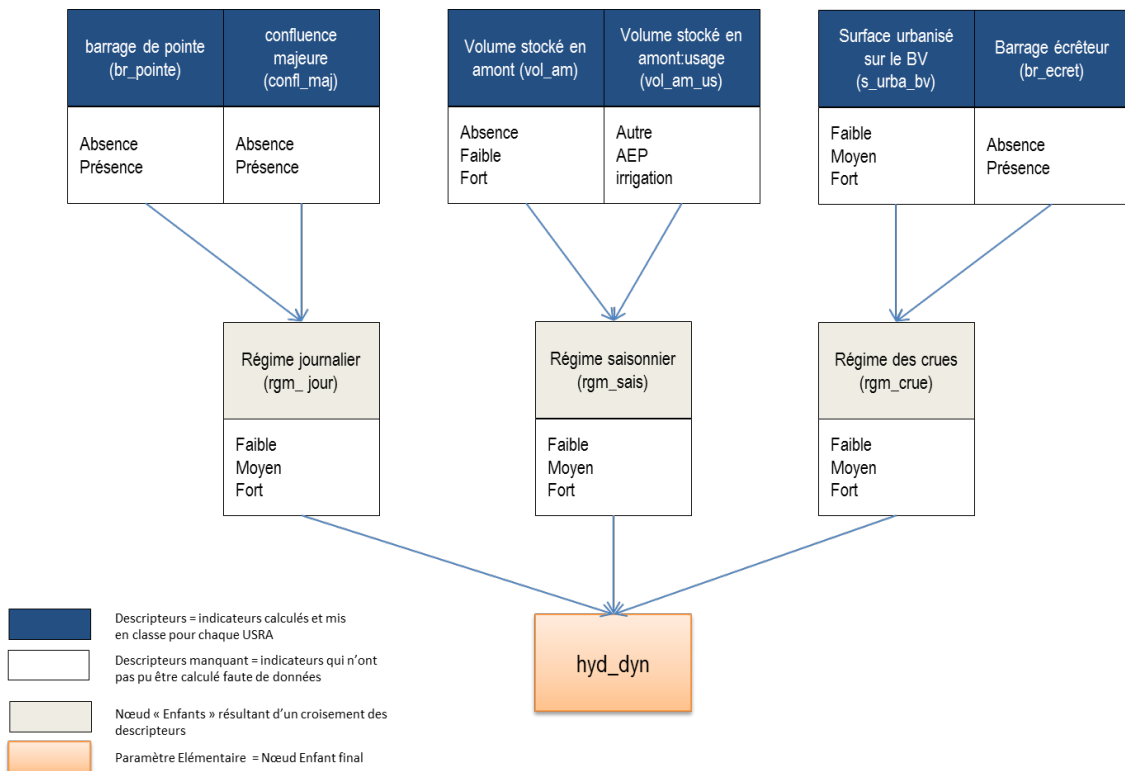 barrage de pointe
(br_pointe)
confluence
majeure
(confl_maj)
Absence
Présence
Absence
Présence
Volume stocké en
amont (vol_am)
Volume stocké en
amont:usage
(vol_am_us)
Absence
Faible
Fort
Autre
AEP
irrigation
Surface urbanisé
sur le BV
(s_urba_bv)
Barrage écrêteur
(br_ecret)
Faible
Moyen
Fort
Absence
Présence
Régime journalier
(rgm_ jour)
Faible
Moyen
Fort
Régime saisonnier
(rgm_sais)
Faible
Moyen
Fort
Régime des crues
(rgm_crue)
Faible
Moyen
Fort
hyd_dyn
Descripteurs = indicateurs calculés et mis
en classe pour chaque USRA
Descripteurs manquant = indicateurs qui n’ont
pas pu être calculé faute de données
Nœud « Enfants » résultant d’un croisement des
descripteurs
Paramètre Elémentaire = Nœud Enfant final